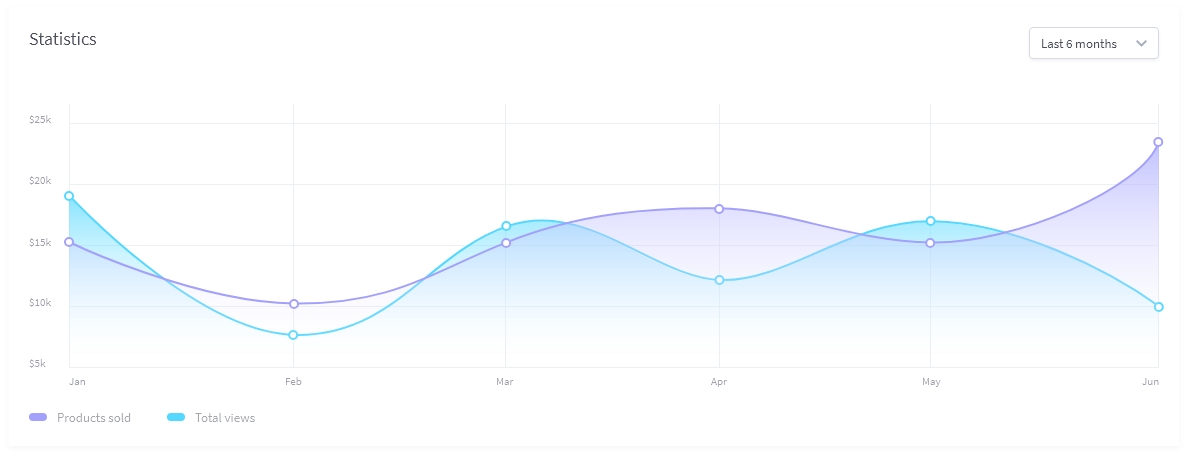 Statistics
Last 6 months
$25k
$20k
$15k
$10k
$5k
Jan Feb Mar Apr May Jun
Products sold Total views